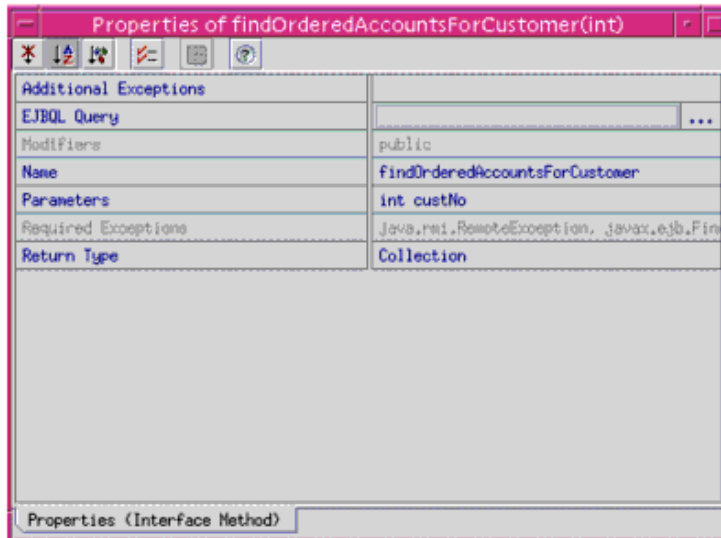 Properties of findOrderedAccountsForCustomer(int)
Additional Exceptions
EJBQL Query ...
Modifiers public
Name findOrderedAccountsForCustomer
Parameters int custNo
Required Exceptions java.rmi.RemoteException, javax.ejb.Fin
Return Type Collection
Properties (Interface Method)